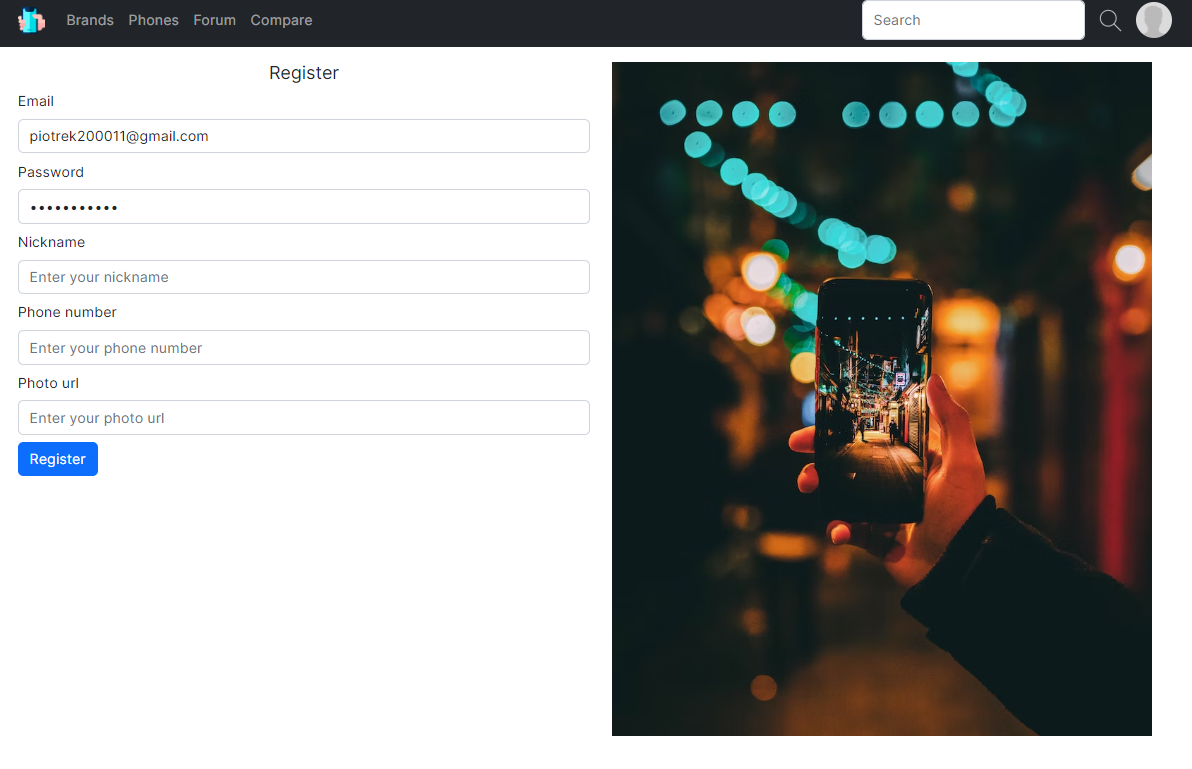 Brands Phones Forum Compare Search
Register
Email
piotrek200011@gmail.com
Password
•••••••••••
Nickname
Enter your nickname
Phone number
Enter your phone number
Photo url
Enter your photo url
Register